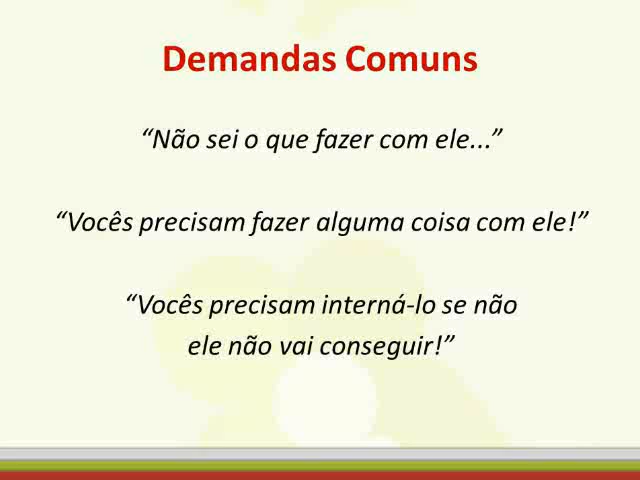 Demandas Comuns
“Não sei o que fazer com ele...”
“Vocês precisam fazer alguma coisa com ele!”
“Vocês precisam interná-lo se não
ele não vai conseguir!”